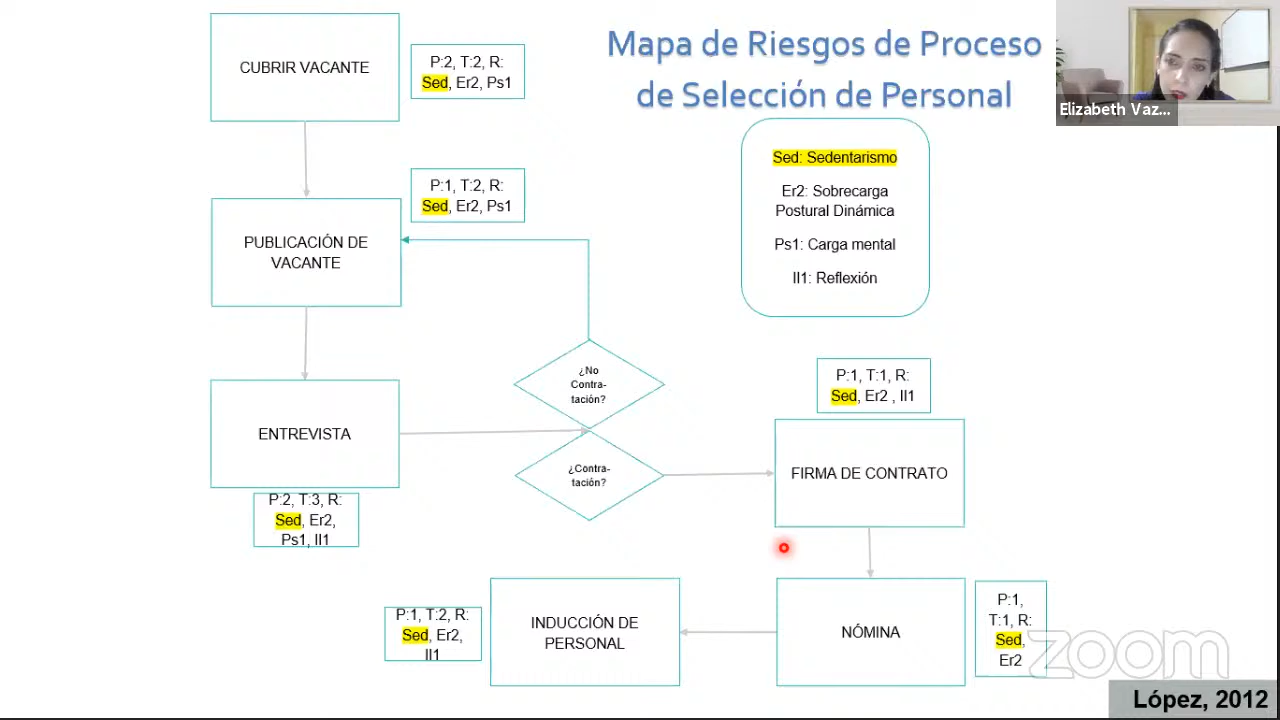 Mapa de Riesgos de Proceso
de Selección de Personal
Elizabeth Vaz...
CUBRIR VACANTE
P:2, T:2, R:
Sed, Er2, Ps1
Sed: Sedentarismo
Er2: Sobrecarga
Postural Dinámica
Ps1: Carga mental
Il1: Reflexión
P:1, T:2, R:
Sed, Er2, Ps1
PUBLICACIÓN DE
VACANTE
¿No
Contra-
tación?
ENTREVISTA
P:2, T:3, R:
Sed, Er2,
Ps1, Il1
¿Contra-
tación?
P:1, T:1, R:
Sed, Er2 , Il1
FIRMA DE CONTRATO
NÓMINA
P:1,
T:1, R:
Sed,
Er2
INDUCCIÓN DE
PERSONAL
P:1, T:2, R:
Sed, Er2,
Il1
zoom
López, 2012